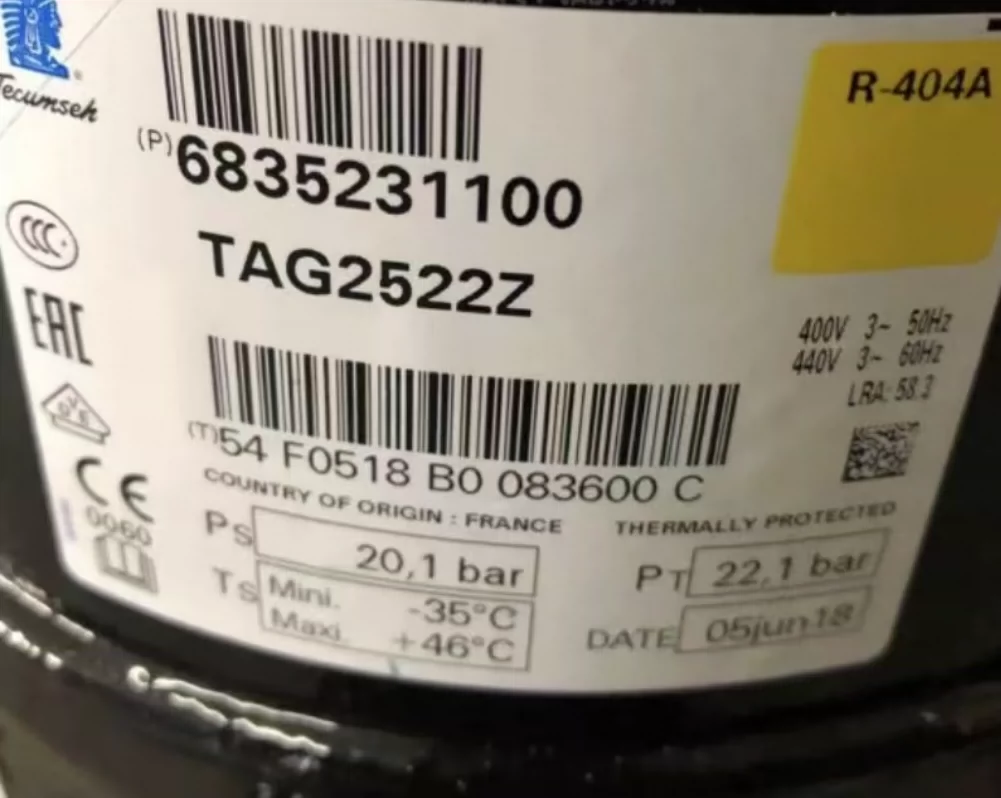 Tecumseh
R-404A
(P)6835231100
TAG2522Z
400V 3~ 50Hz
440V 3~ 60Hz
LRA: 58.3
EAC
(T)54 F0518 B0 083600 C
COUNTRY OF ORIGIN : FRANCE
THERMALLY PROTECTED
CE
0060
PS 20,1 bar
PT 22,1 bar
TS Mini. -35°C
Maxi. +46°C
DATE 05jun18